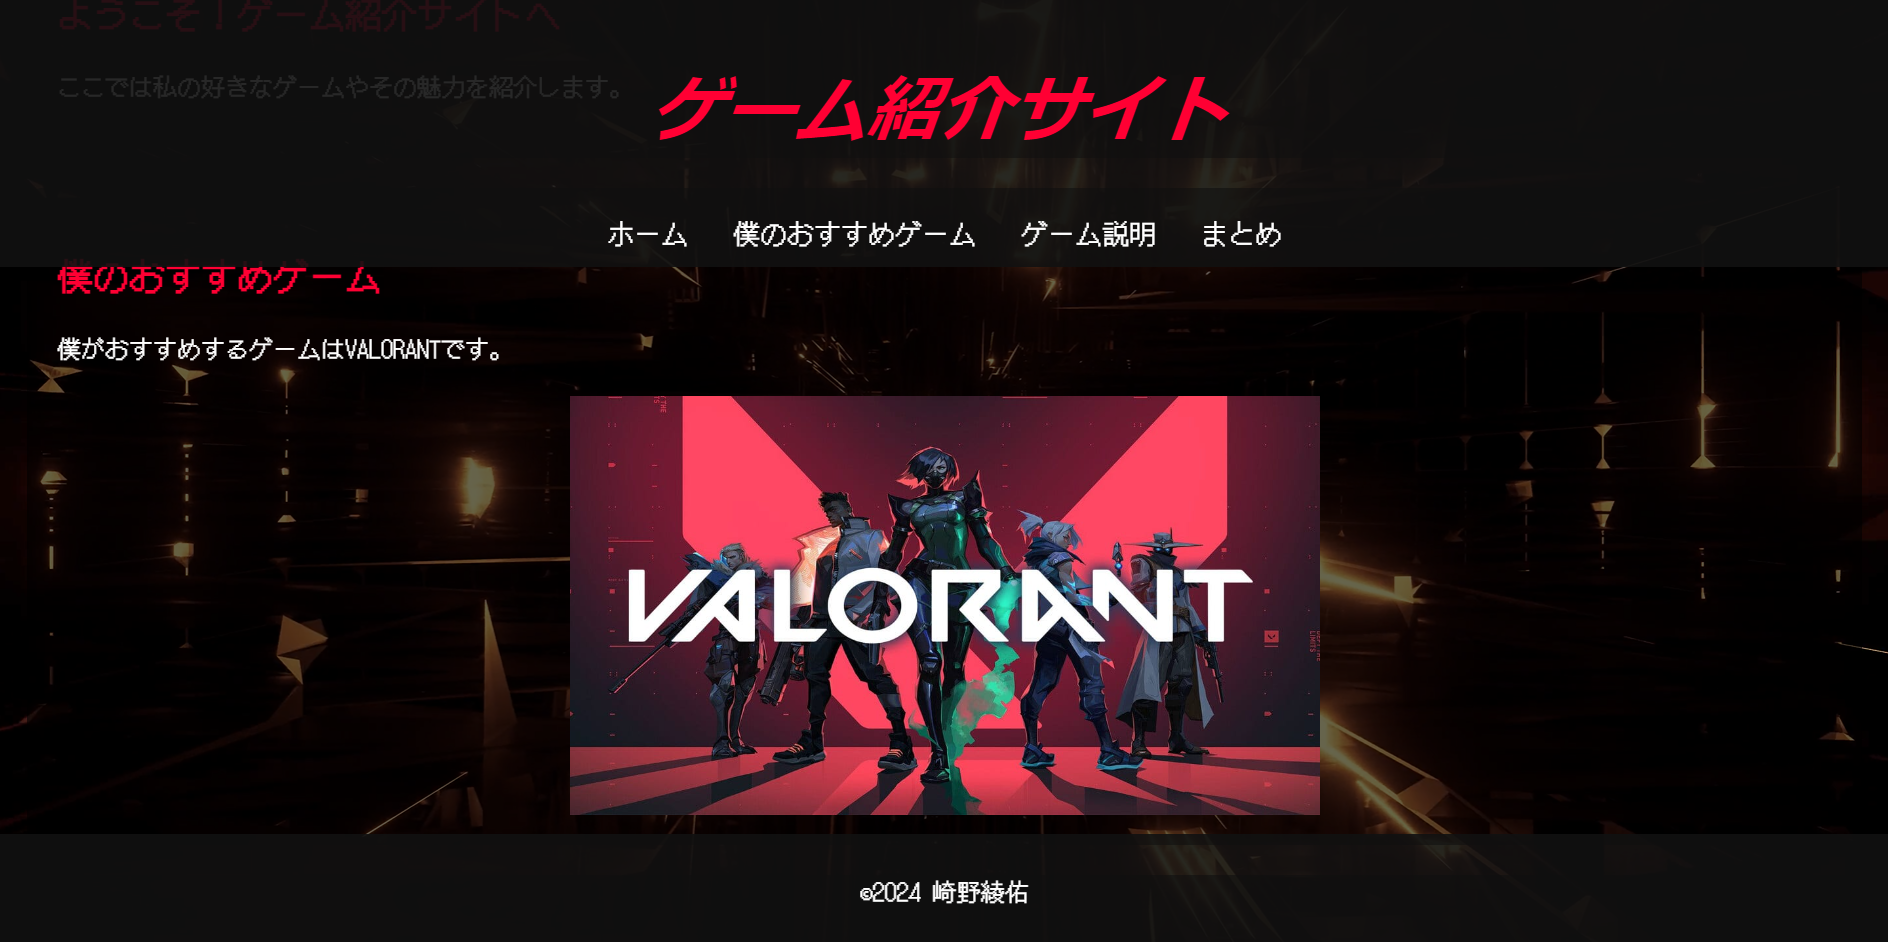 ようこそ！ゲーム紹介サイトへ
ここでは私の好きなゲームやその魅力を紹介します。
ゲーム紹介サイト
ホーム 僕のおすすめゲーム ゲーム説明 まとめ
僕のおすすめゲーム
僕がおすすめするゲームはVALORANTです。
VALORANT
©2024 崎野綾佑